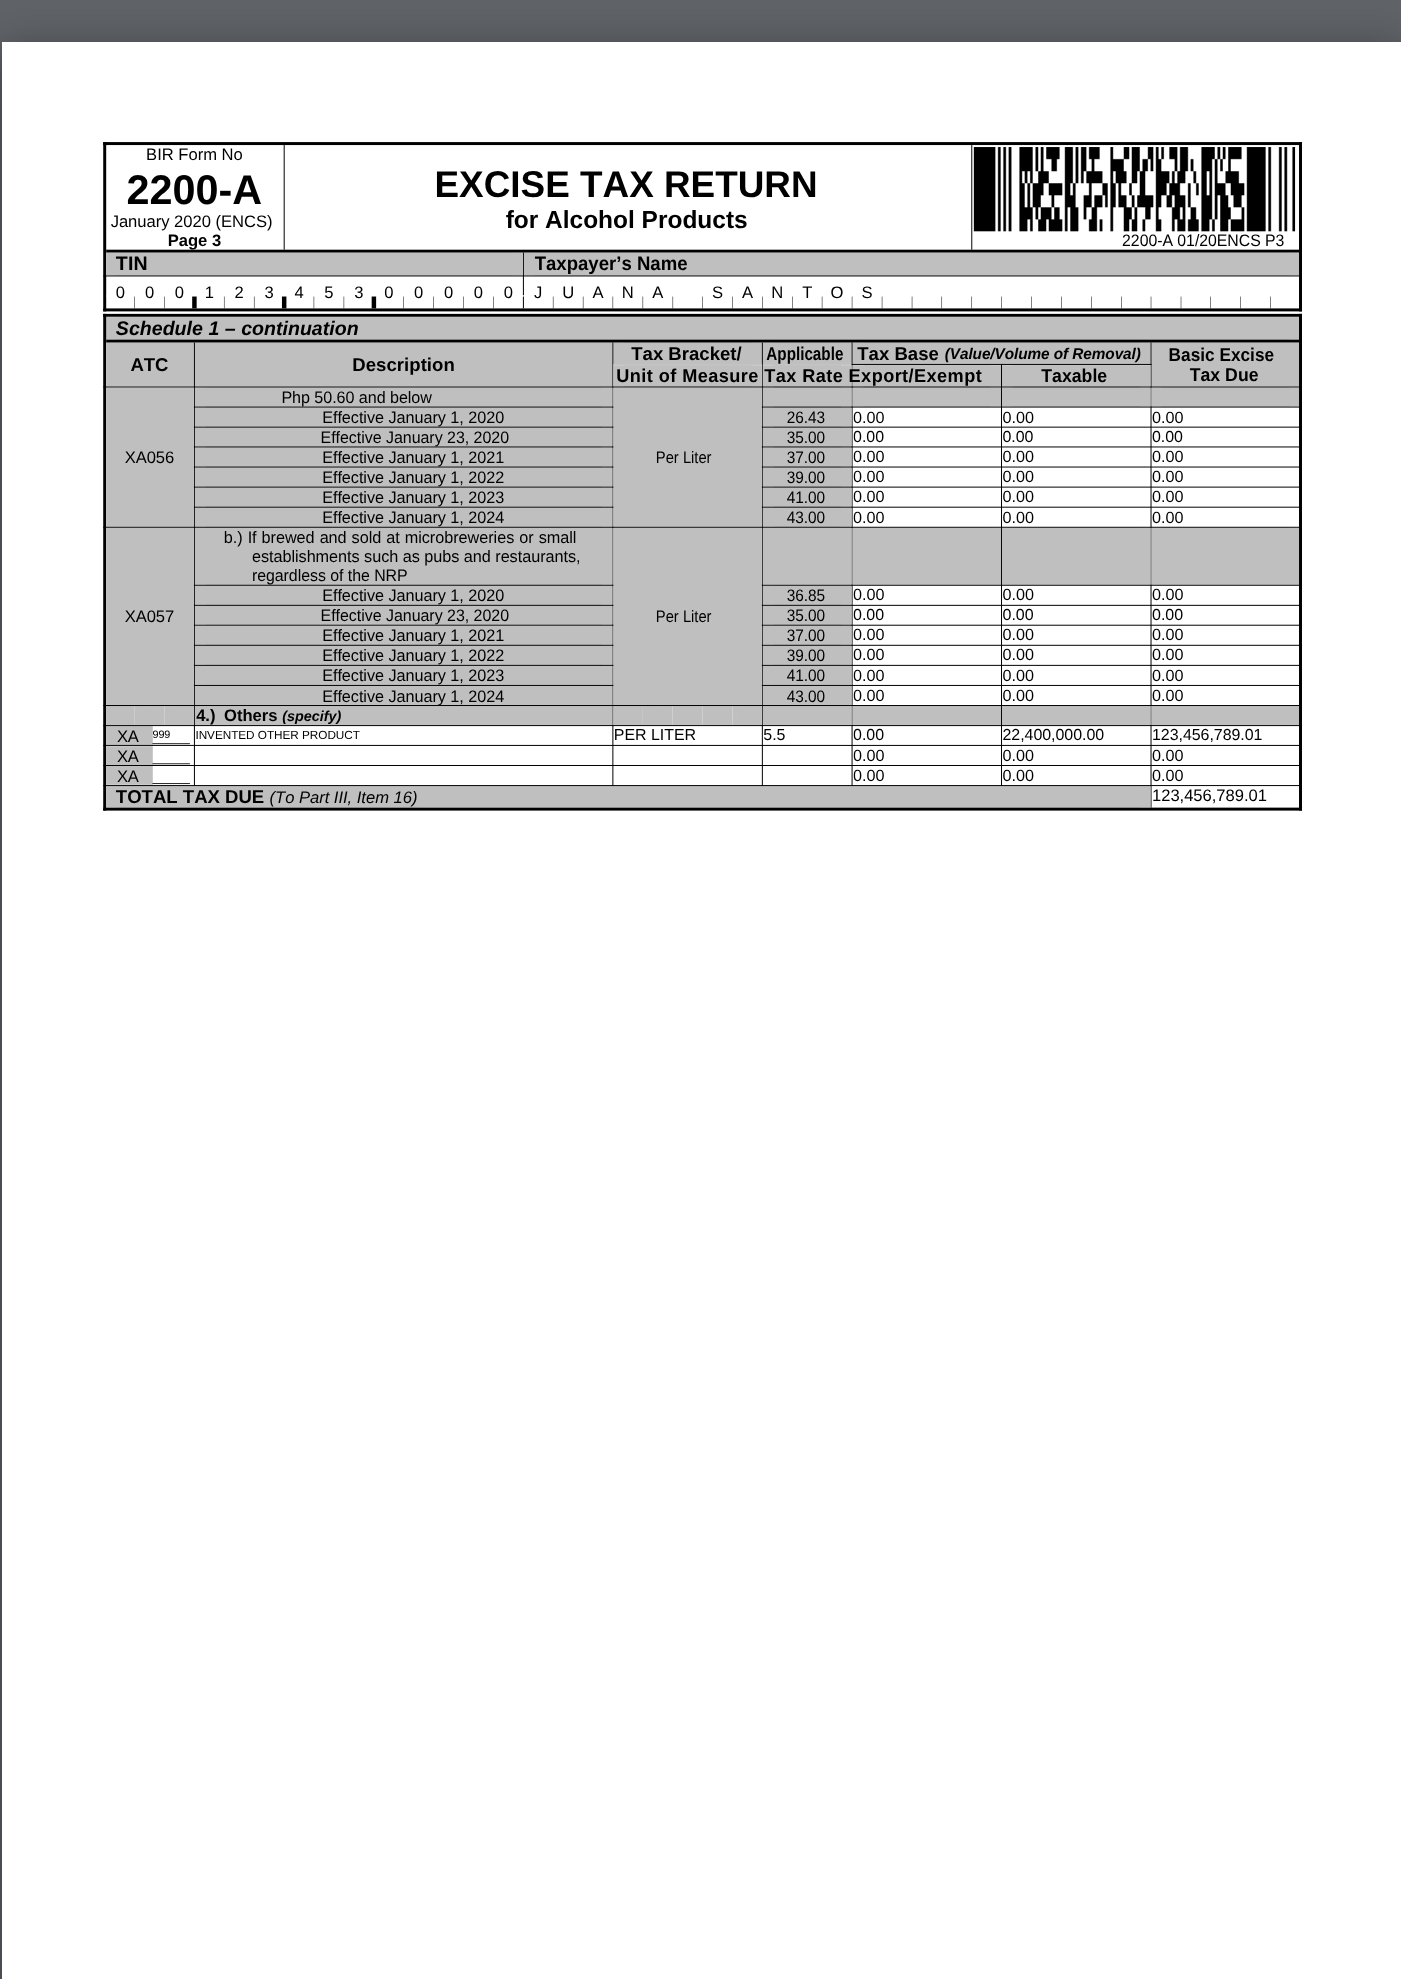 BIR Form No
2200-A
January 2020 (ENCS)
Page 3
EXCISE TAX RETURN
for Alcohol Products
2200-A 01/20ENCS P3
TIN Taxpayer’s Name
0 0 0 1 2 3 4 5 3 0 0 0 0 0 J U A N A S A N T O S
Schedule 1 – continuation
ATC Description Tax Bracket/ Unit of Measure Applicable Tax Rate Tax Base (Value/Volume of Removal) Export/Exempt Taxable Basic Excise Tax Due
Php 50.60 and below
XA056 Per Liter
Effective January 1, 2020 26.43 0.00 0.00 0.00
Effective January 23, 2020 35.00 0.00 0.00 0.00
Effective January 1, 2021 37.00 0.00 0.00 0.00
Effective January 1, 2022 39.00 0.00 0.00 0.00
Effective January 1, 2023 41.00 0.00 0.00 0.00
Effective January 1, 2024 43.00 0.00 0.00 0.00
b.) If brewed and sold at microbreweries or small
establishments such as pubs and restaurants,
regardless of the NRP
XA057 Per Liter
Effective January 1, 2020 36.85 0.00 0.00 0.00
Effective January 23, 2020 35.00 0.00 0.00 0.00
Effective January 1, 2021 37.00 0.00 0.00 0.00
Effective January 1, 2022 39.00 0.00 0.00 0.00
Effective January 1, 2023 41.00 0.00 0.00 0.00
Effective January 1, 2024 43.00 0.00 0.00 0.00
4.) Others (specify)
XA 999 INVENTED OTHER PRODUCT PER LITER 5.5 0.00 22,400,000.00 123,456,789.01
XA 0.00 0.00 0.00
XA 0.00 0.00 0.00
TOTAL TAX DUE (To Part III, Item 16) 123,456,789.01